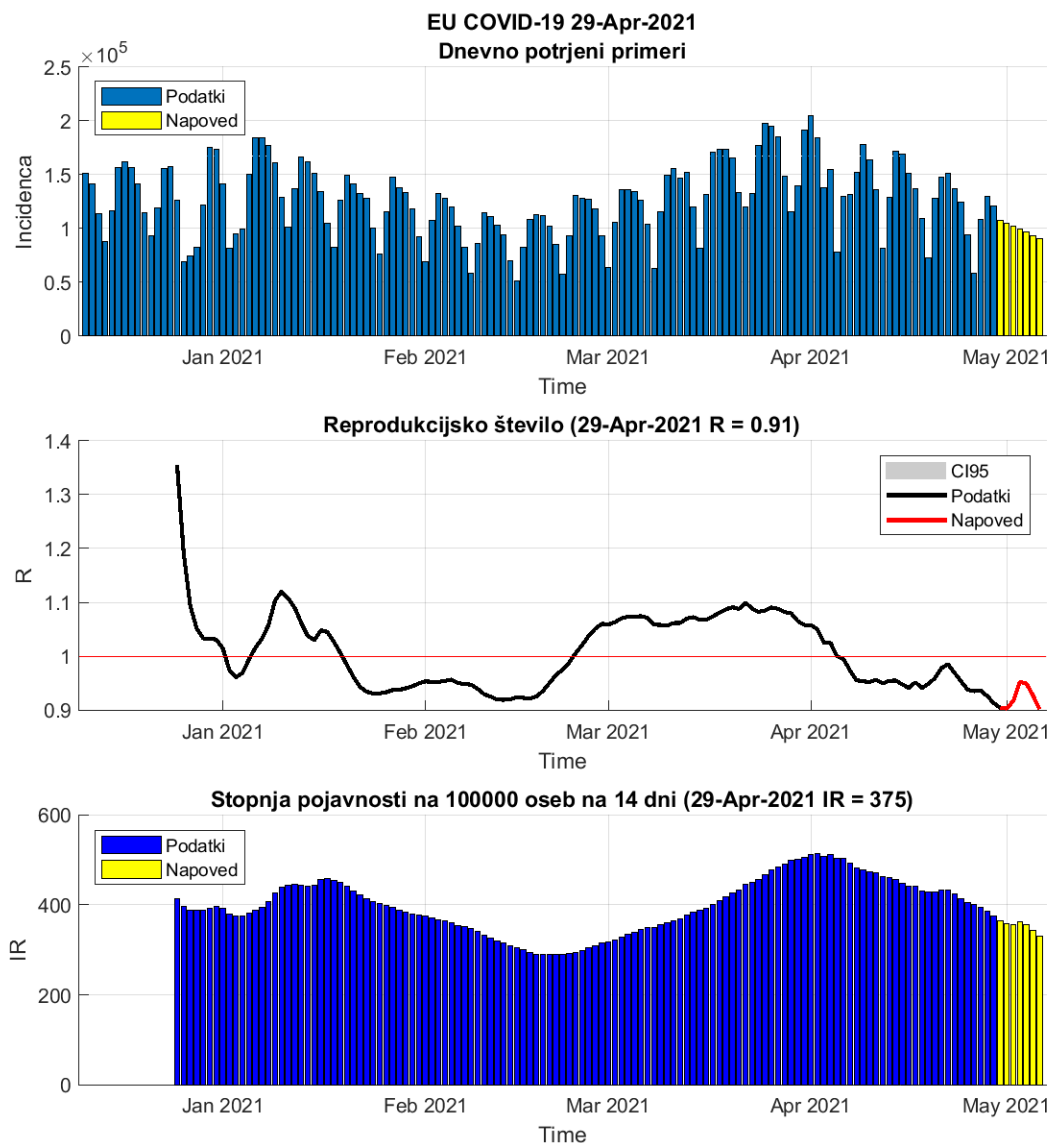 EU COVID-19 29-Apr-2021
Dnevno potrjeni primeri
×10⁵
2.5
2
1.5
1
0.5
0
Incidenca
Podatki
Napoved
Jan 2021 Feb 2021 Mar 2021 Apr 2021 May 2021
Time
Reprodukcijsko število (29-Apr-2021 R = 0.91)
1.4
1.3
1.2
1.1
1
0.9
R
CI95
Podatki
Napoved
Jan 2021 Feb 2021 Mar 2021 Apr 2021 May 2021
Time
Stopnja pojavnosti na 100000 oseb na 14 dni (29-Apr-2021 IR = 375)
600
400
200
0
IR
Podatki
Napoved
Jan 2021 Feb 2021 Mar 2021 Apr 2021 May 2021
Time